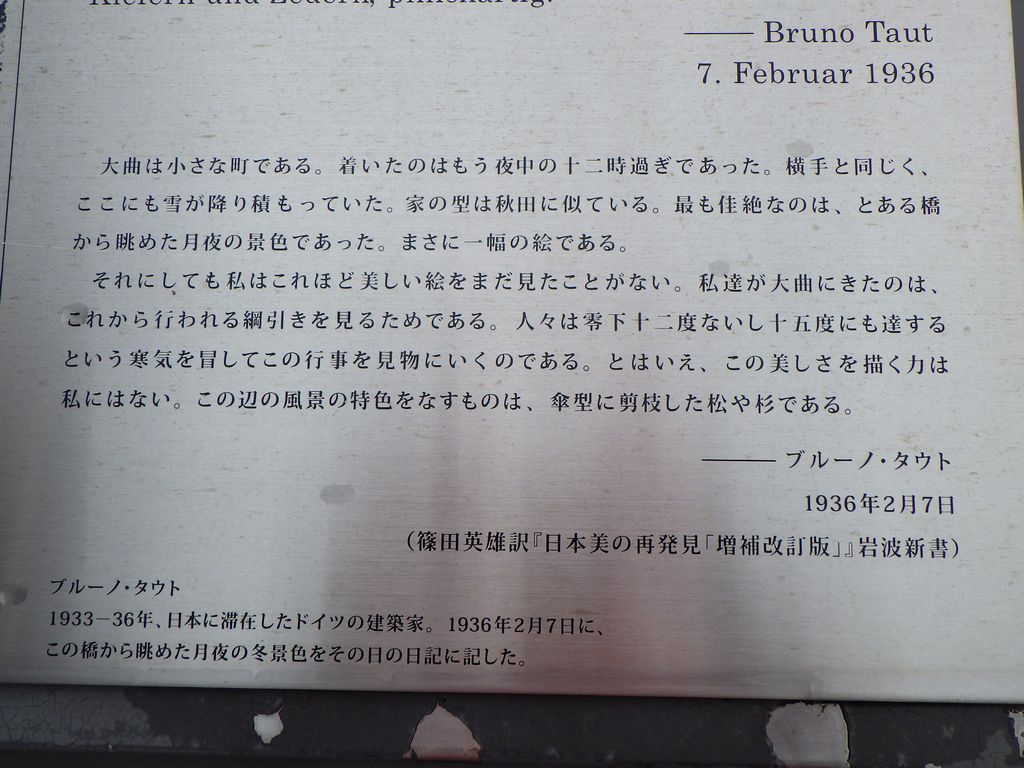 Kiefern und Zedern, pinienartig.
—— Bruno Taut
7. Februar 1936
大曲は小さな町である。着いたのはもう夜中の十二時過ぎであった。横手と同じく、
ここにも雪が降り積もっていた。家の型は秋田に似ている。最も佳絶なのは、とある橋
から眺めた月夜の景色であった。まさに一幅の絵である。
それにしても私はこれほど美しい絵をまだ見たことがない。私達が大曲にきたのは、
これから行われる綱引きを見るためである。人々は零下十二度ないし十五度にも達する
という寒気を冒してこの行事を見物にいくのである。とはいえ、この美しさを描く力は
私にはない。この辺の風景の特色をなすものは、傘型に剪枝した松や杉である。
—— ブルーノ・タウト
1936年2月7日
（篠田英雄訳『日本美の再発見「増補改訂版」』岩波新書）
ブルーノ・タウト
1933－36年、日本に滞在したドイツの建築家。1936年2月7日に、
この橋から眺めた月夜の冬景色をその日の日記に記した。